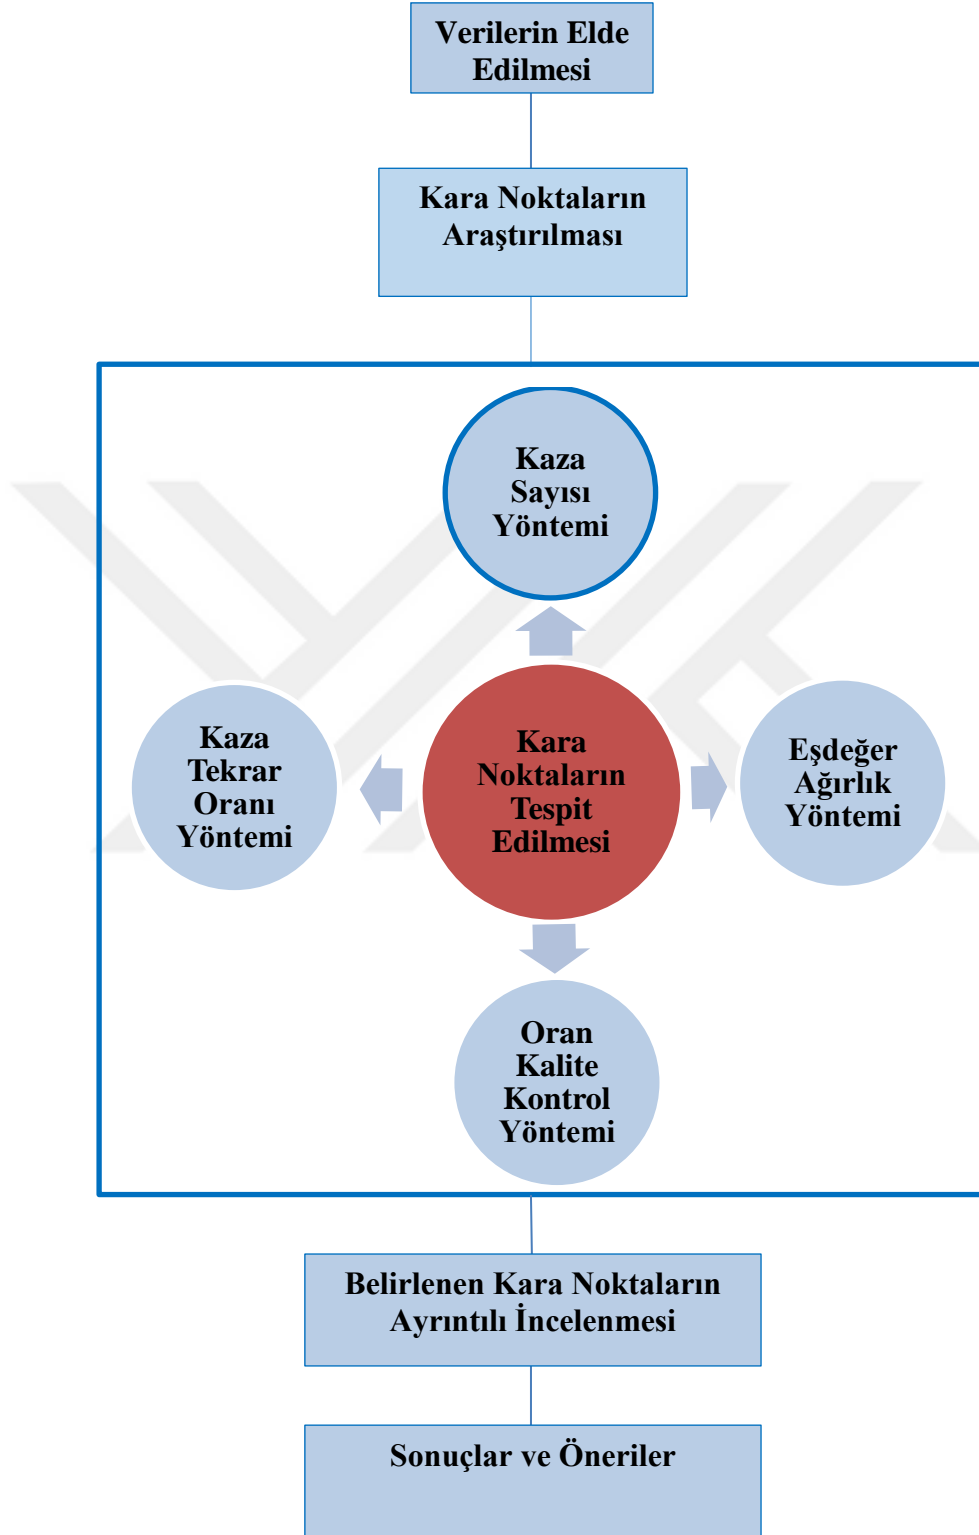 Verilerin Elde
Edilmesi
Kara Noktaların
Araştırılması
Kaza
Sayısı
Yöntemi
Kaza
Tekrar
Oranı
Yöntemi
Kara
Noktaların
Tespit
Edilmesi
Eşdeğer
Ağırlık
Yöntemi
Oran
Kalite
Kontrol
Yöntemi
Belirlenen Kara Noktaların
Ayrıntılı İncelenmesi
Sonuçlar ve Öneriler